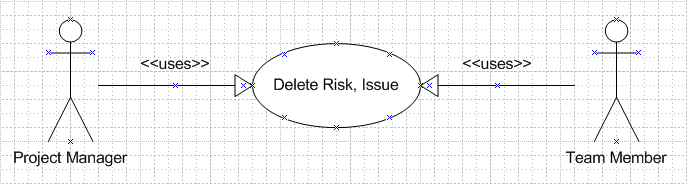 <<uses>>
<<uses>>
Delete Risk, Issue
Project Manager
Team Member